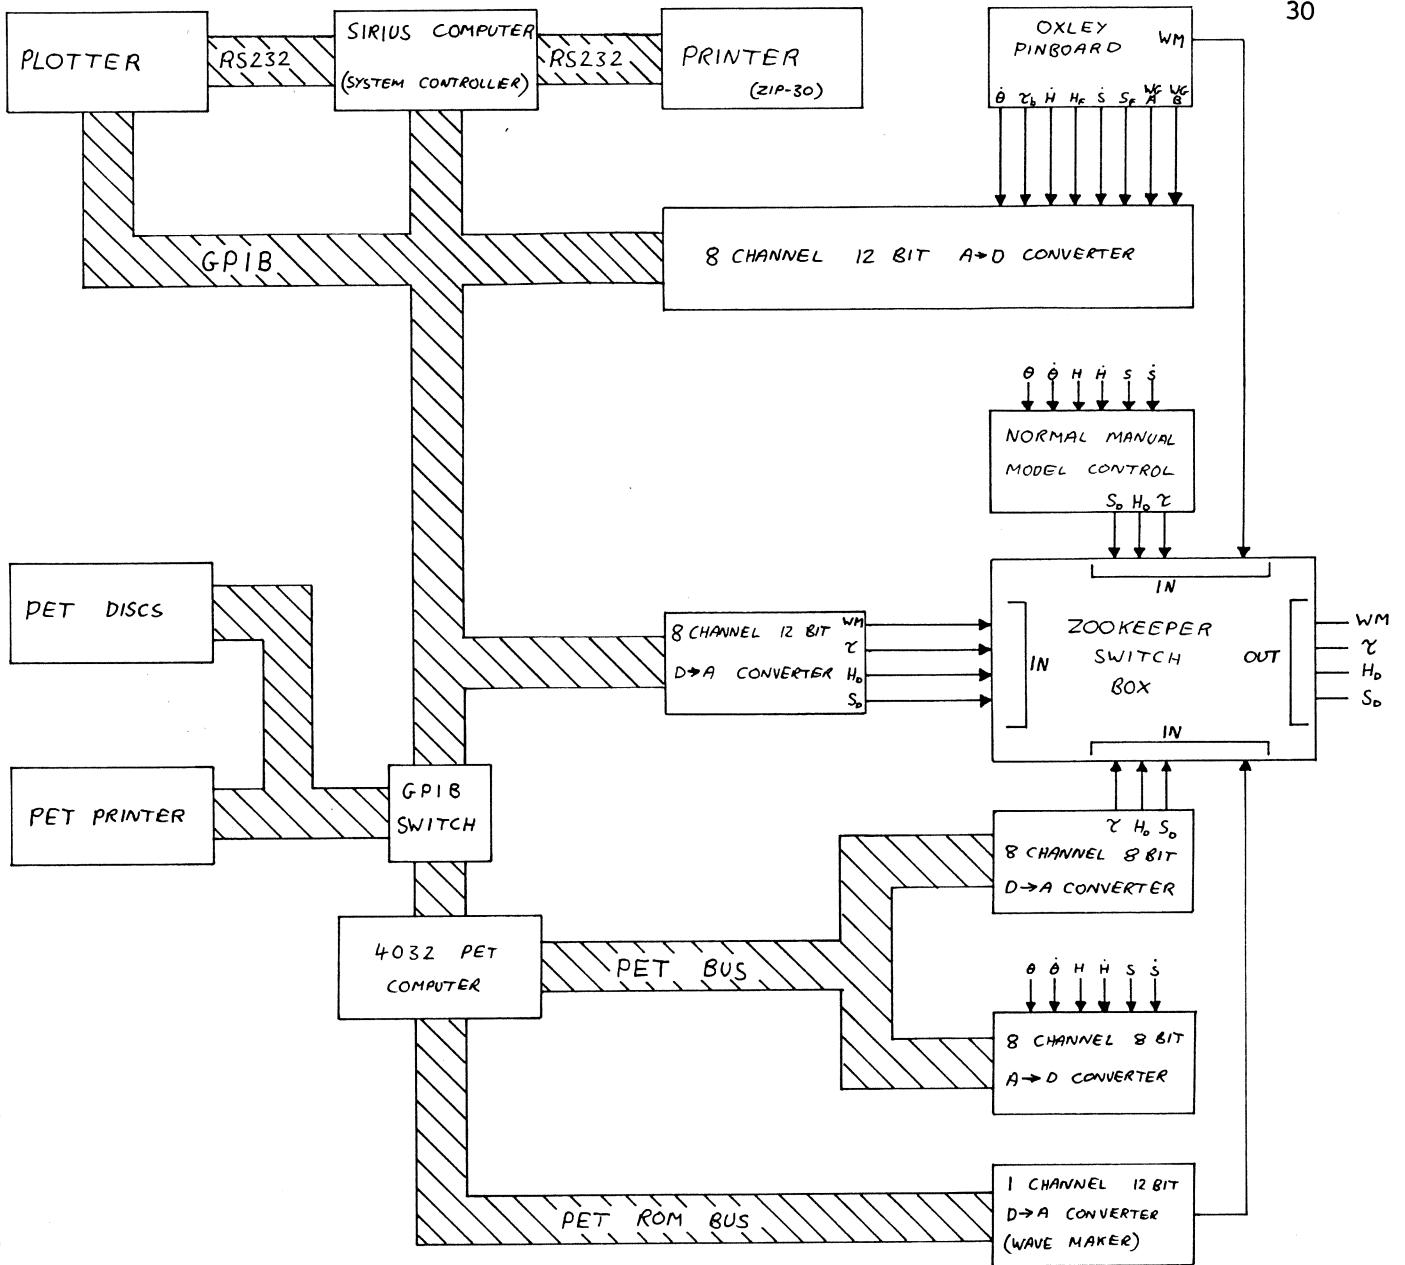 30
PLOTTER
RS232
SIRIUS COMPUTER
(SYSTEM CONTROLLER)
RS232
PRINTER
(ZIP-30)
OXLEY
PINBOARD
WM
θ̇ τb Ḣ HF Ṡ SF WG A WG B
GPIB
8 CHANNEL 12 BIT A→D CONVERTER
θ θ̇ H Ḣ S Ṡ
NORMAL MANUAL
MODEL CONTROL
SD HD τ
PET DISCS
8 CHANNEL 12 BIT
D→A CONVERTER
WM
τ
HD
SD
IN
IN
ZOOKEEPER
SWITCH
BOX
OUT
IN
WM
τ
HD
SD
PET PRINTER
GPIB
SWITCH
τ HD SD
8 CHANNEL 8 BIT
D→A CONVERTER
4032 PET
COMPUTER
PET BUS
θ θ̇ H Ḣ S Ṡ
8 CHANNEL 8 BIT
A→D CONVERTER
PET ROM BUS
1 CHANNEL 12 BIT
D→A CONVERTER
(WAVE MAKER)